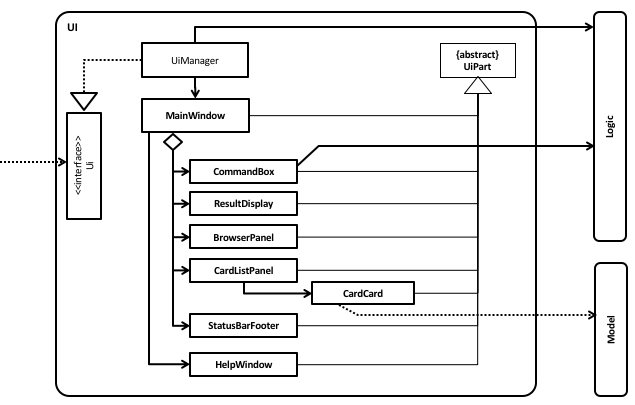 UI
UiManager
{abstract}
UiPart
MainWindow
<<interface>>
Ui
CommandBox
ResultDisplay
BrowserPanel
CardListPanel
CardCard
StatusBarFooter
HelpWindow
Logic
Model